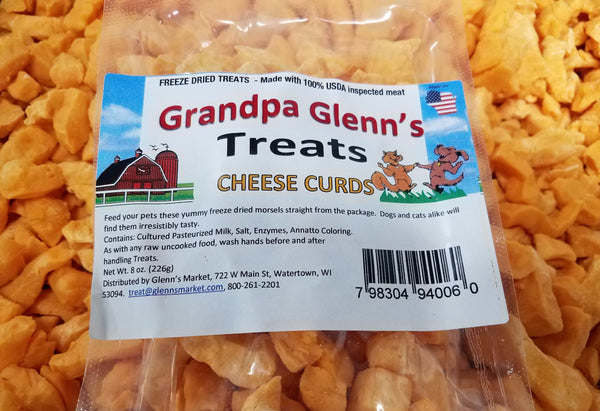 FREEZE DRIED TREATS - Made with 100% USDA inspected meat
Grandpa Glenn's
Treats
CHEESE CURDS
Feed your pets these yummy freeze dried morsels straight from the package. Dogs and cats alike will
find them irresistibly tasty.
Contains: Cultured Pasteurized Milk, Salt, Enzymes, Annatto Coloring.
As with any raw uncooked food, wash hands before and after
handling Treats.
Net Wt. 8 oz. (226g)
Distributed by Glenn's Market, 722 W Main St, Watertown, WI
53094. treat@glennsmarket.com, 800-261-2201
7 98304 94006 0